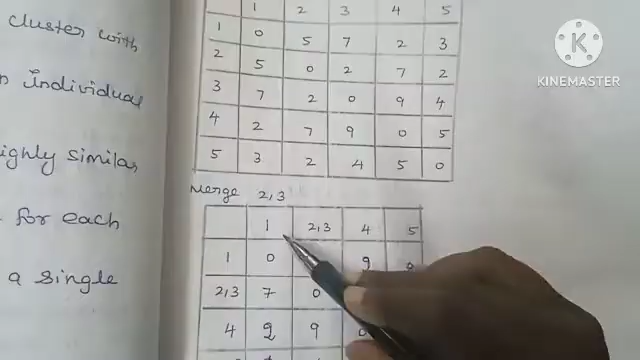 cluster with
n Individual
ighly similar
for each
a single
1 2 3 4 5
1 0 5 7 2 3
2 5 0 2 7 2
3 7 2 0 9 4
4 2 7 9 0 5
5 3 2 4 5 0
Merge 2,3
1 2,3 4 5
1 0
2,3 7 0
4 2 9 0
KINEMASTER